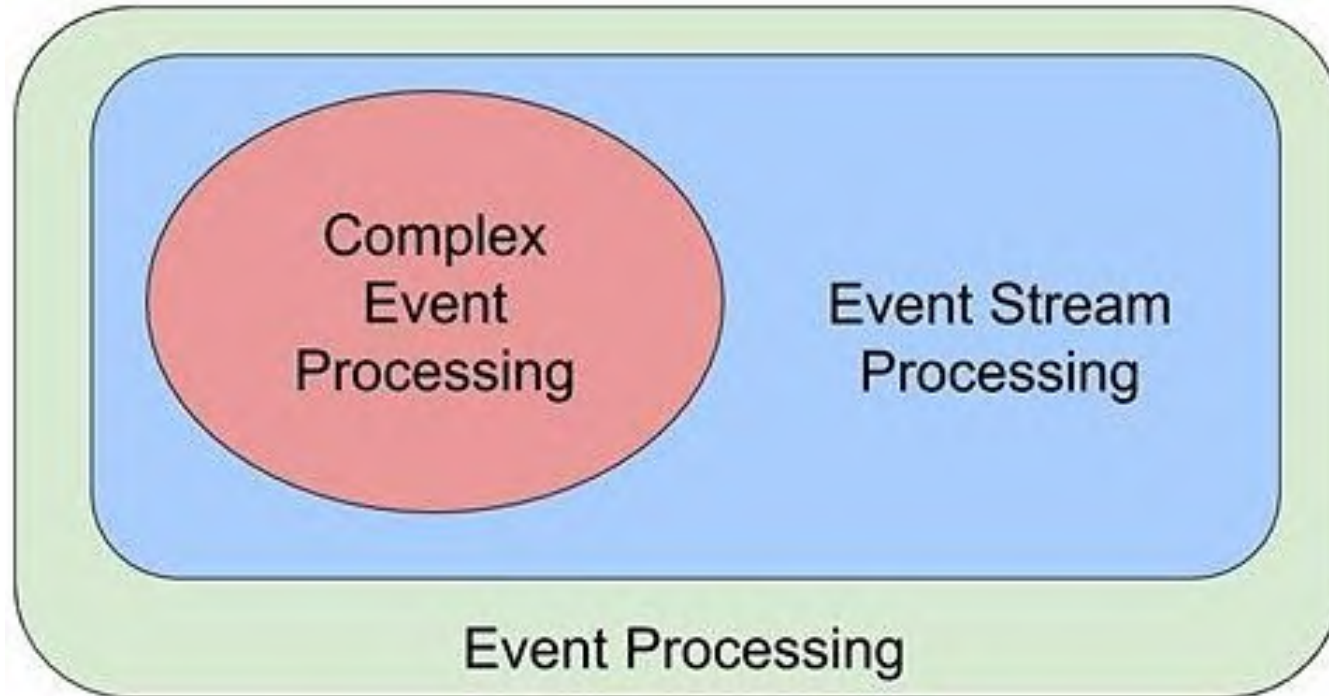 Complex
Event
Processing
Event Stream
Processing
Event Processing